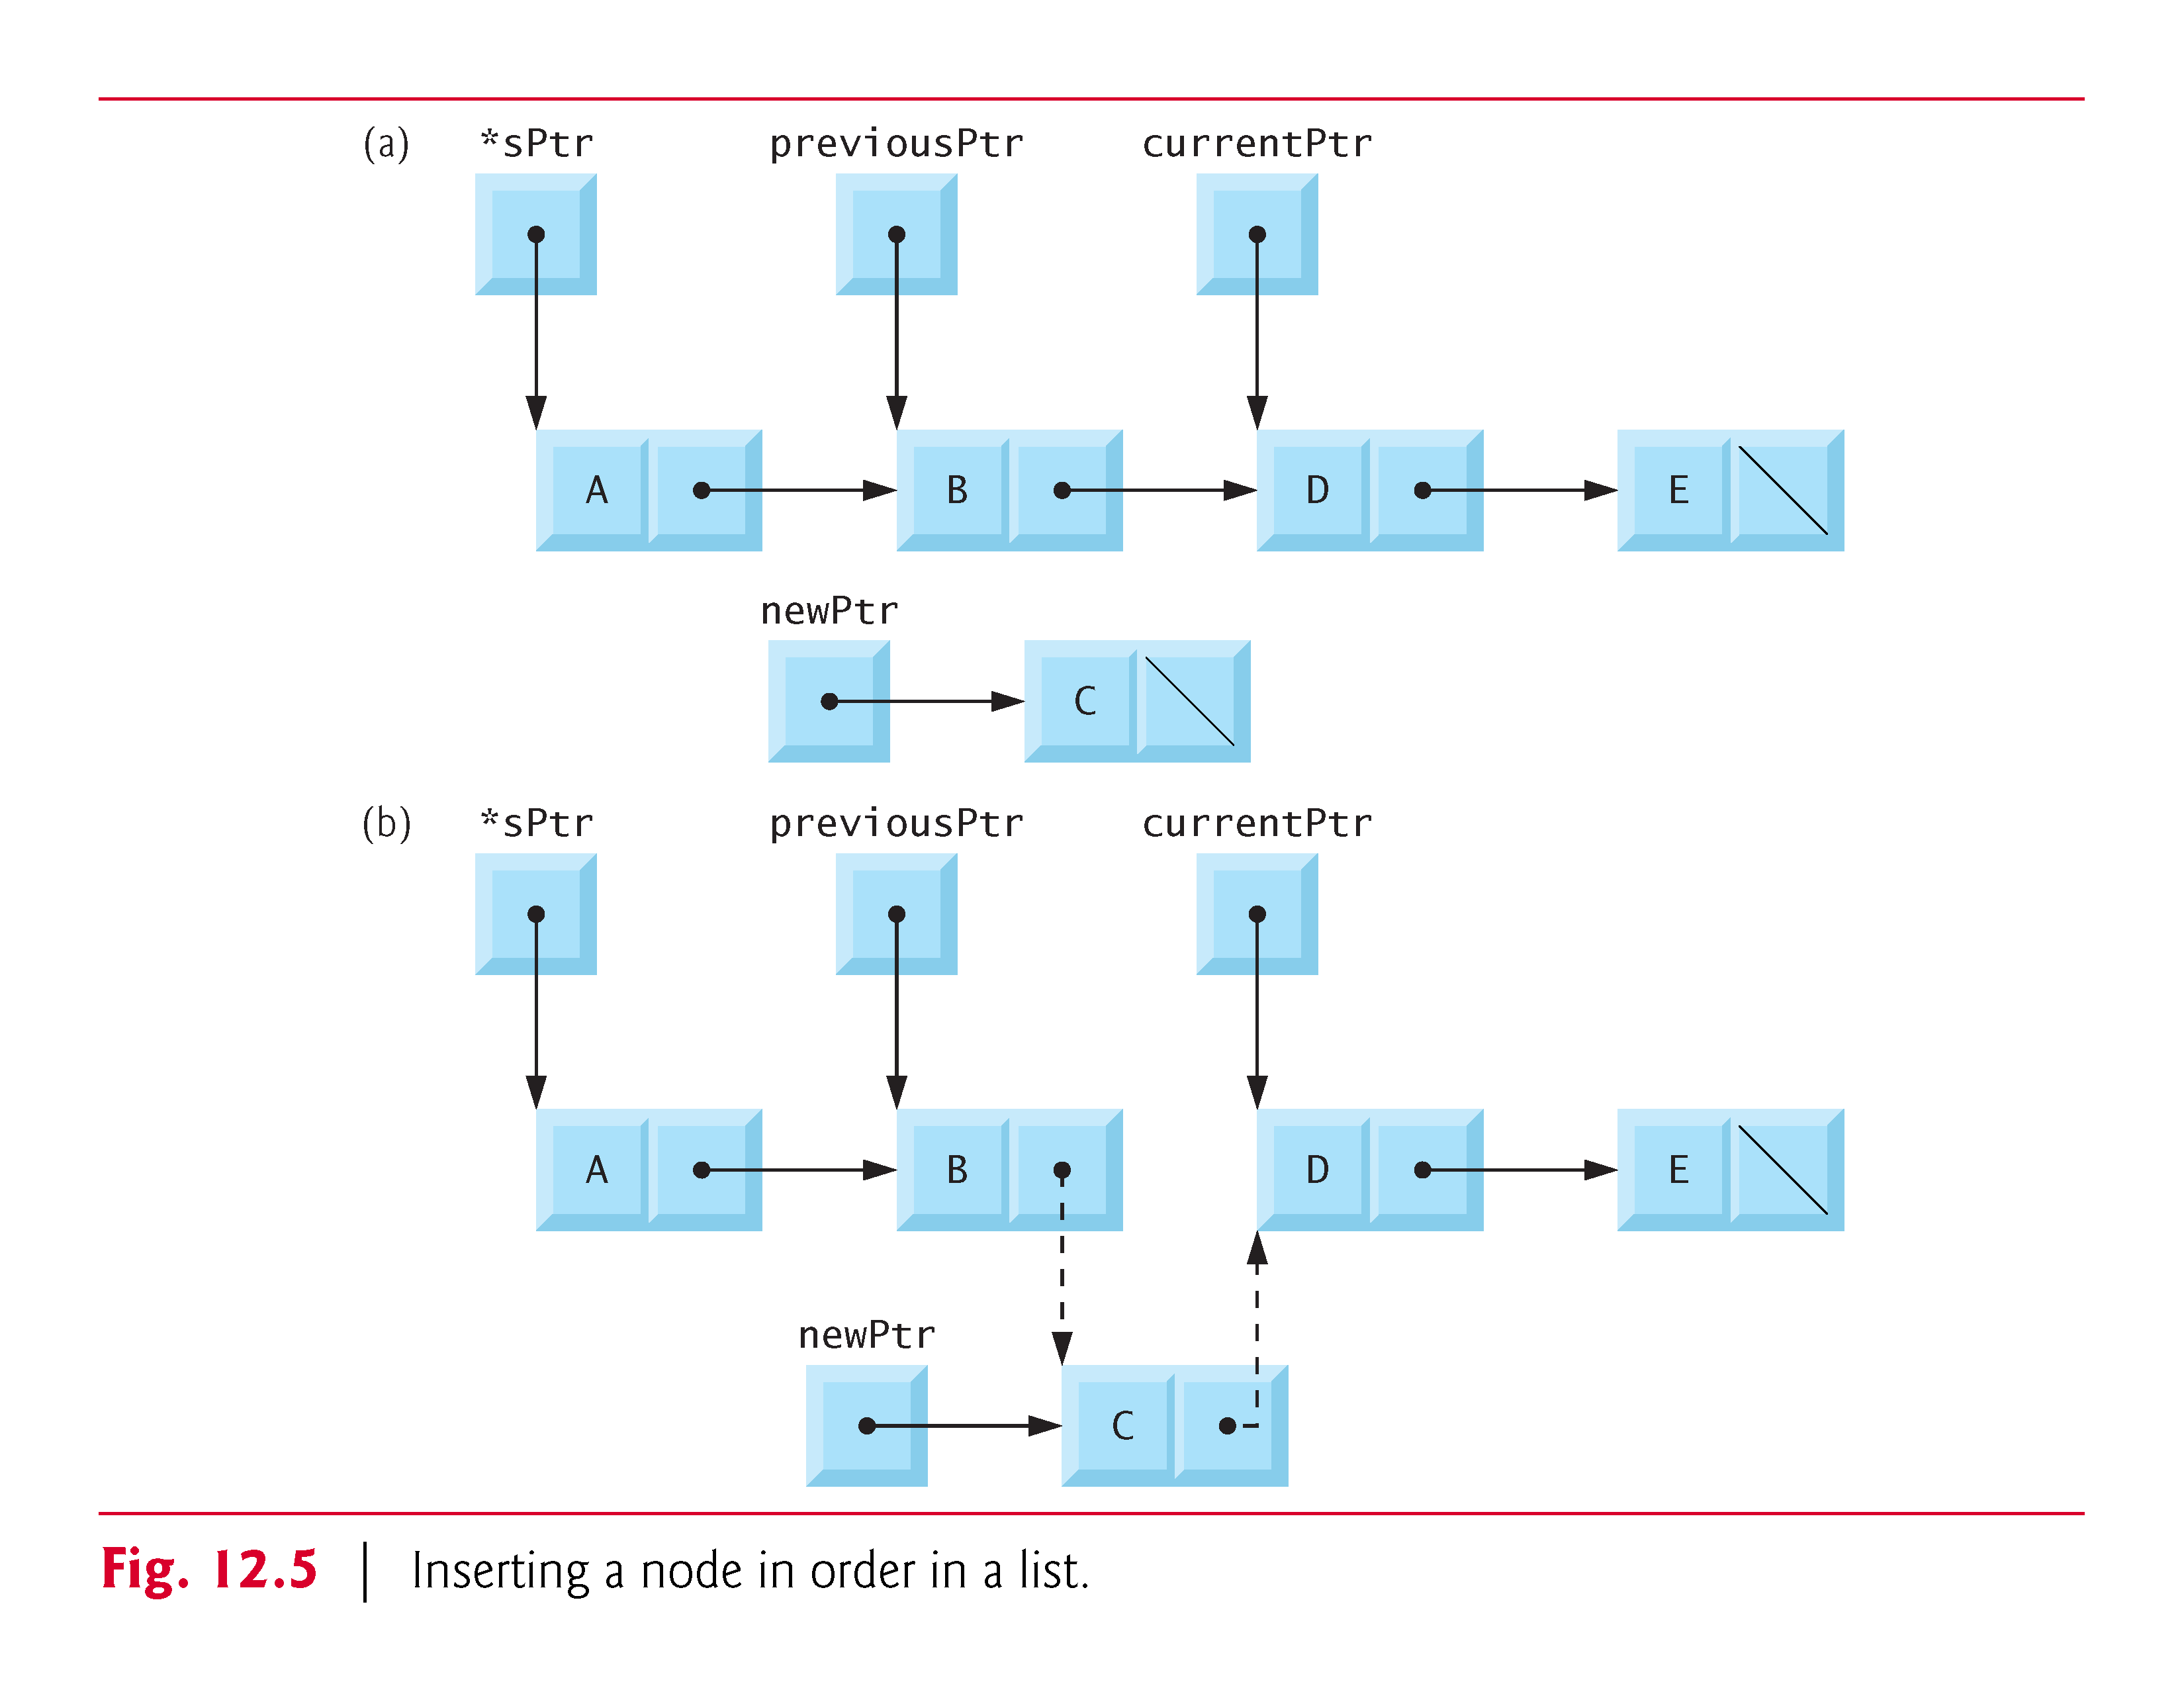 (a) *sPtr previousPtr currentPtr
A B D E
newPtr
C
(b) *sPtr previousPtr currentPtr
A B D E
newPtr
C
Fig. 12.5 | Inserting a node in order in a list.